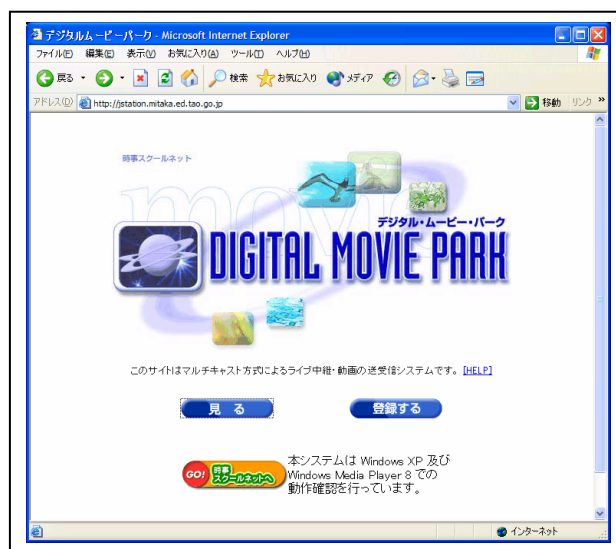 デジタルムービーパーク - Microsoft Internet Explorer
ファイル(F) 編集(E) 表示(V) お気に入り(A) ツール(T) ヘルプ(H)
戻る 検索 お気に入り メディア
アドレス(D) http://jstation.mitaka.ed.tao.go.jp 移動 リンク »
時事スクールネット
movie
デジタル・ムービー・パーク
DIGITAL MOVIE PARK
このサイトはマルチキャスト方式によるライブ中継・動画の送受信システムです。 [HELP]
見 る 登録する
GO! 時事
スクールネットへ
本システムは Windows XP 及び
Windows Media Player 8 での
動作確認を行っています。
インターネット